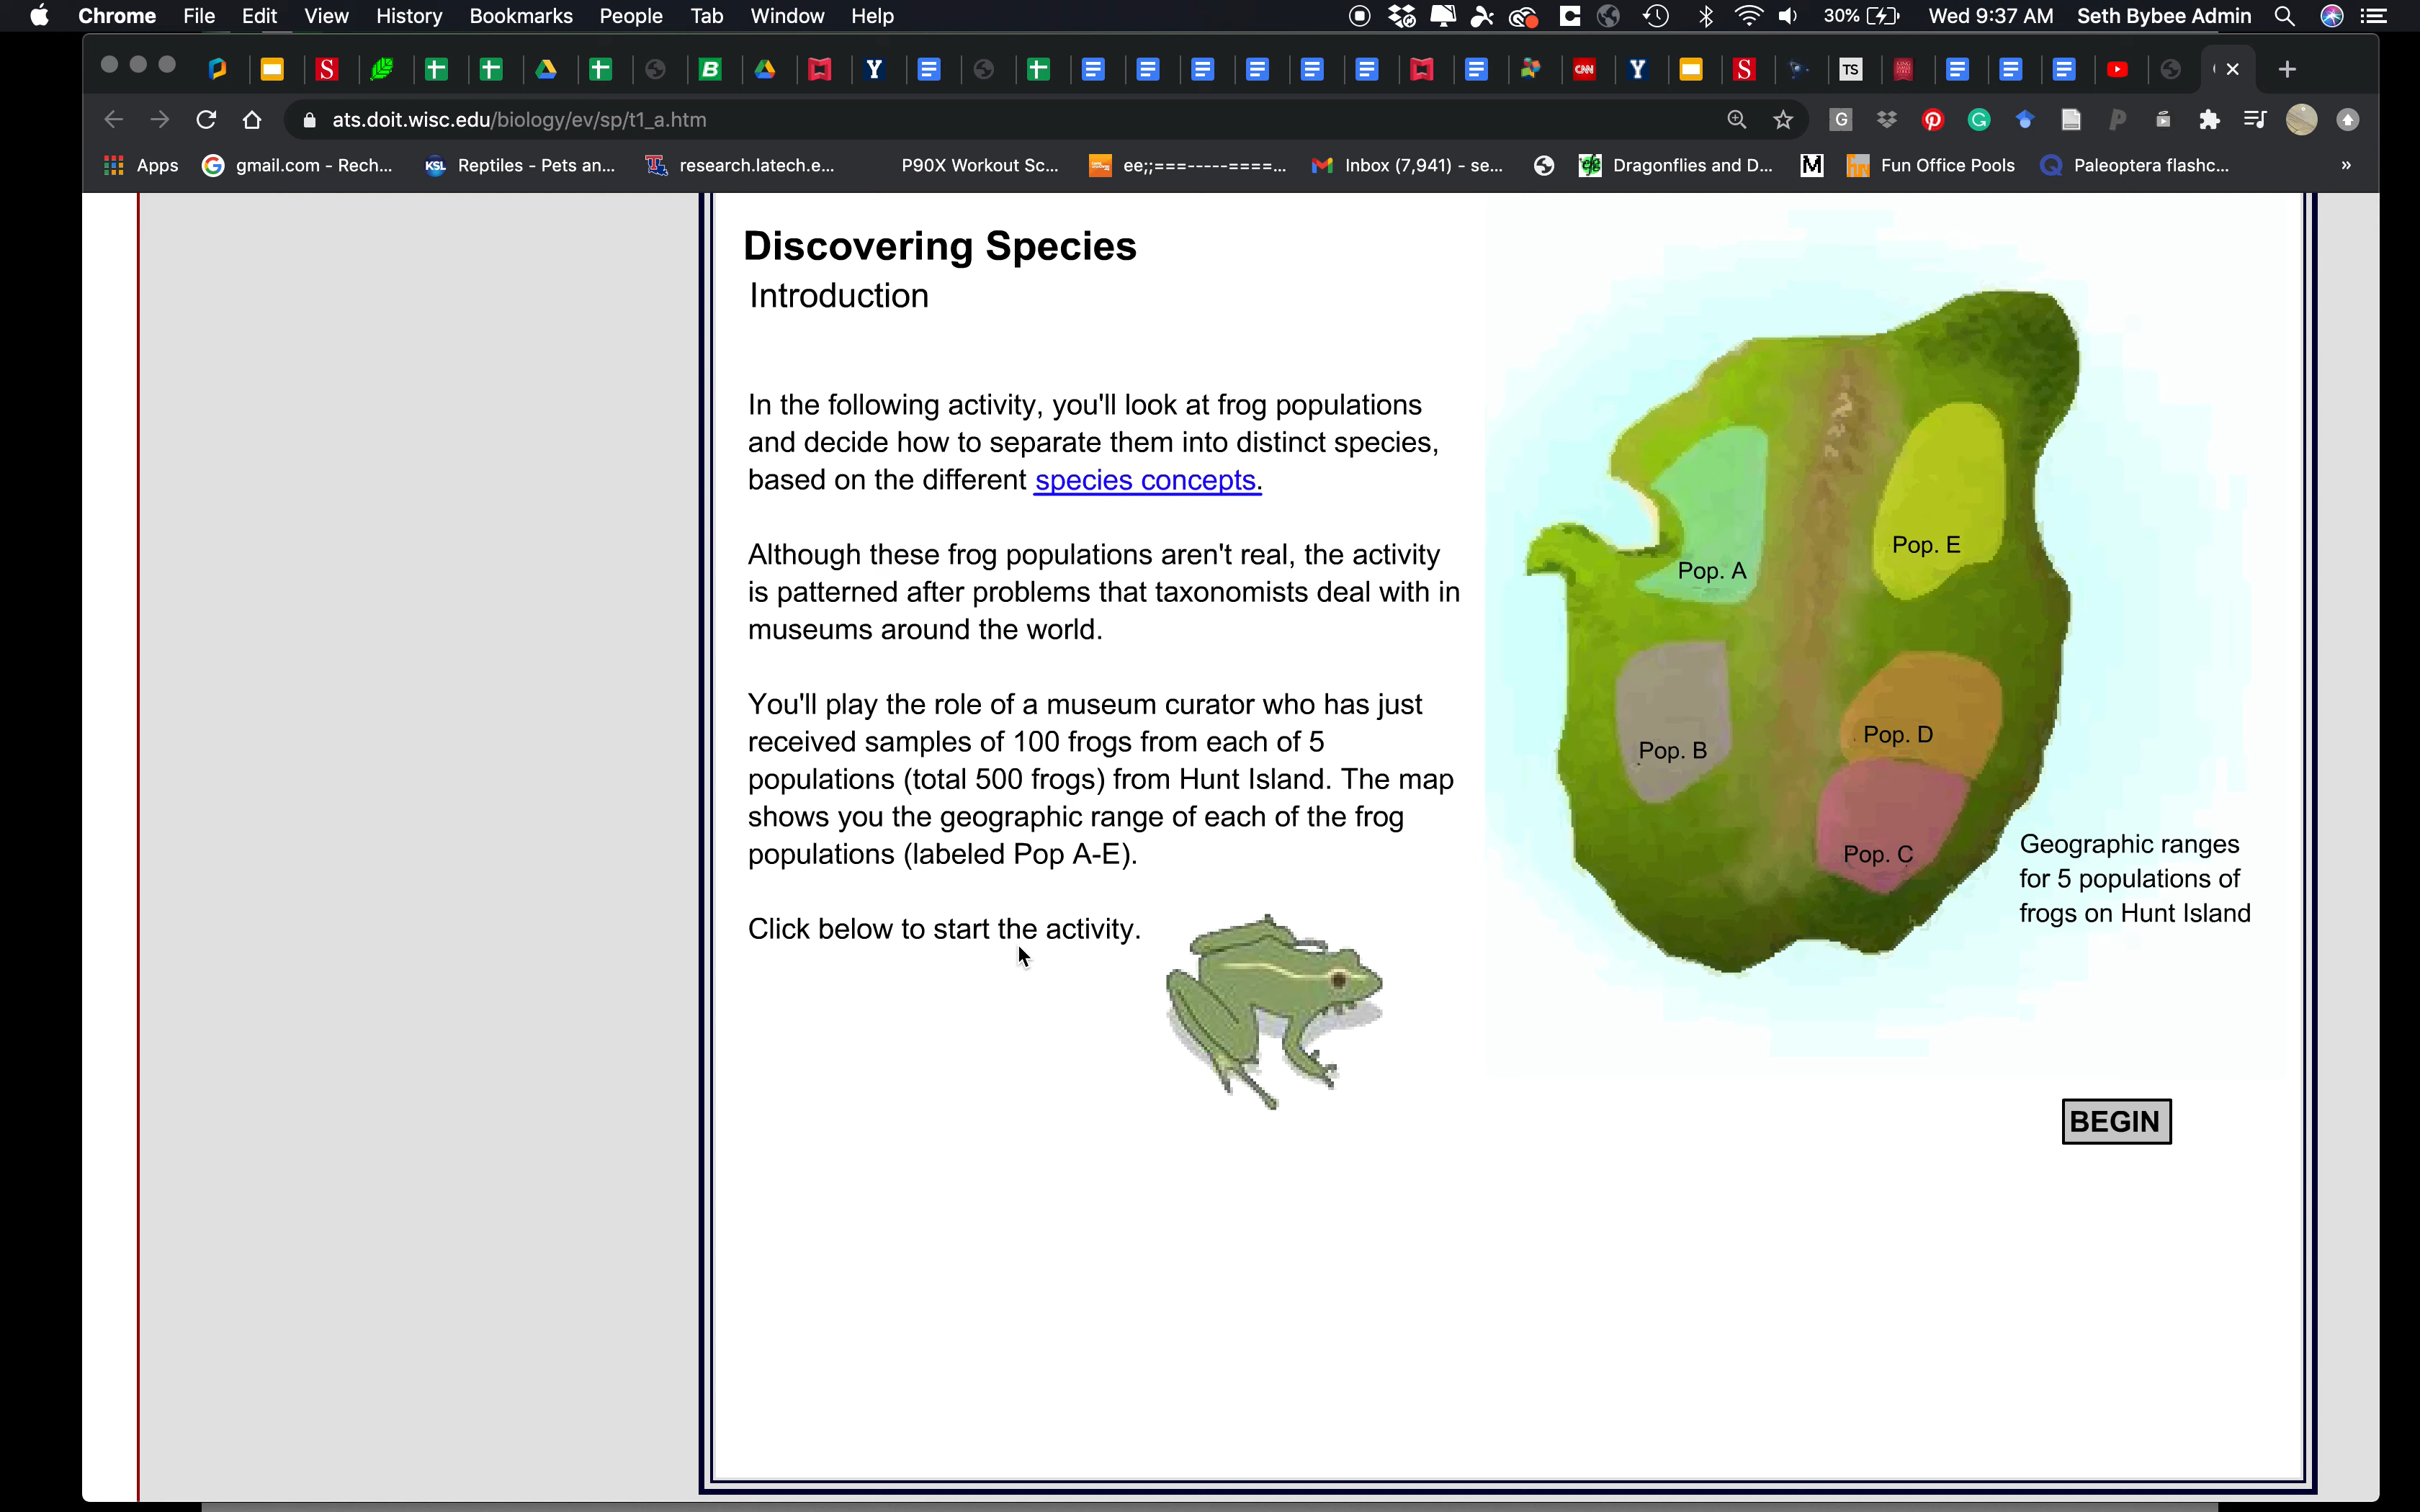 Chrome File Edit View History Bookmarks People Tab Window Help 30% Wed 9:37 AM Seth Bybee Admin
S B Y CNN Y S TS
ats.doit.wisc.edu/biology/ev/sp/t1_a.htm
Apps gmail.com - Rech... KSL Reptiles - Pets an... research.latech.e... P90X Workout Sc... ee;;===-----====... Inbox (7,941) - se... Dragonflies and D... M Fun Office Pools Paleoptera flashc... »
Discovering Species
Introduction
In the following activity, you'll look at frog populations
and decide how to separate them into distinct species,
based on the different species concepts.
Although these frog populations aren't real, the activity
is patterned after problems that taxonomists deal with in
museums around the world.
You'll play the role of a museum curator who has just
received samples of 100 frogs from each of 5
populations (total 500 frogs) from Hunt Island. The map
shows you the geographic range of each of the frog
populations (labeled Pop A-E).
Click below to start the activity.
Pop. E
Pop. A
Pop. D
Pop. B
Pop. C
Geographic ranges
for 5 populations of
frogs on Hunt Island
BEGIN